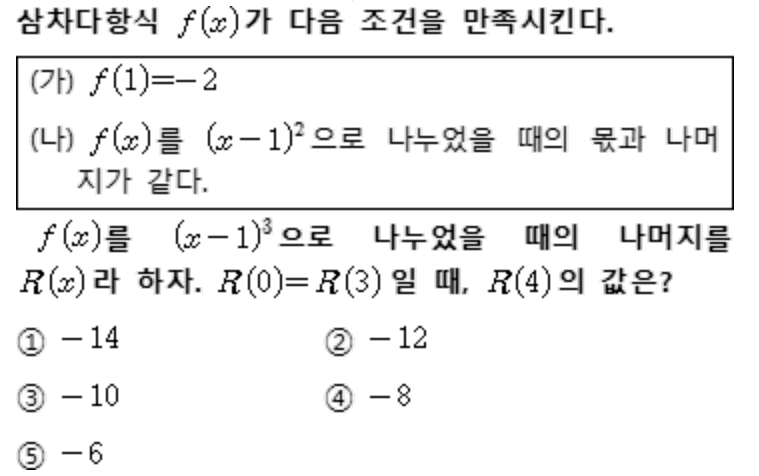 삼차다항식 f(x)가 다음 조건을 만족시킨다.
(가) f(1)=−2
(나) f(x)를 (x−1)²으로 나누었을 때의 몫과 나머
지가 같다.
f(x)를 (x−1)³으로 나누었을 때의 나머지를
R(x)라 하자. R(0)=R(3)일 때, R(4)의 값은?
① −14 ② −12
③ −10 ④ −8
⑤ −6